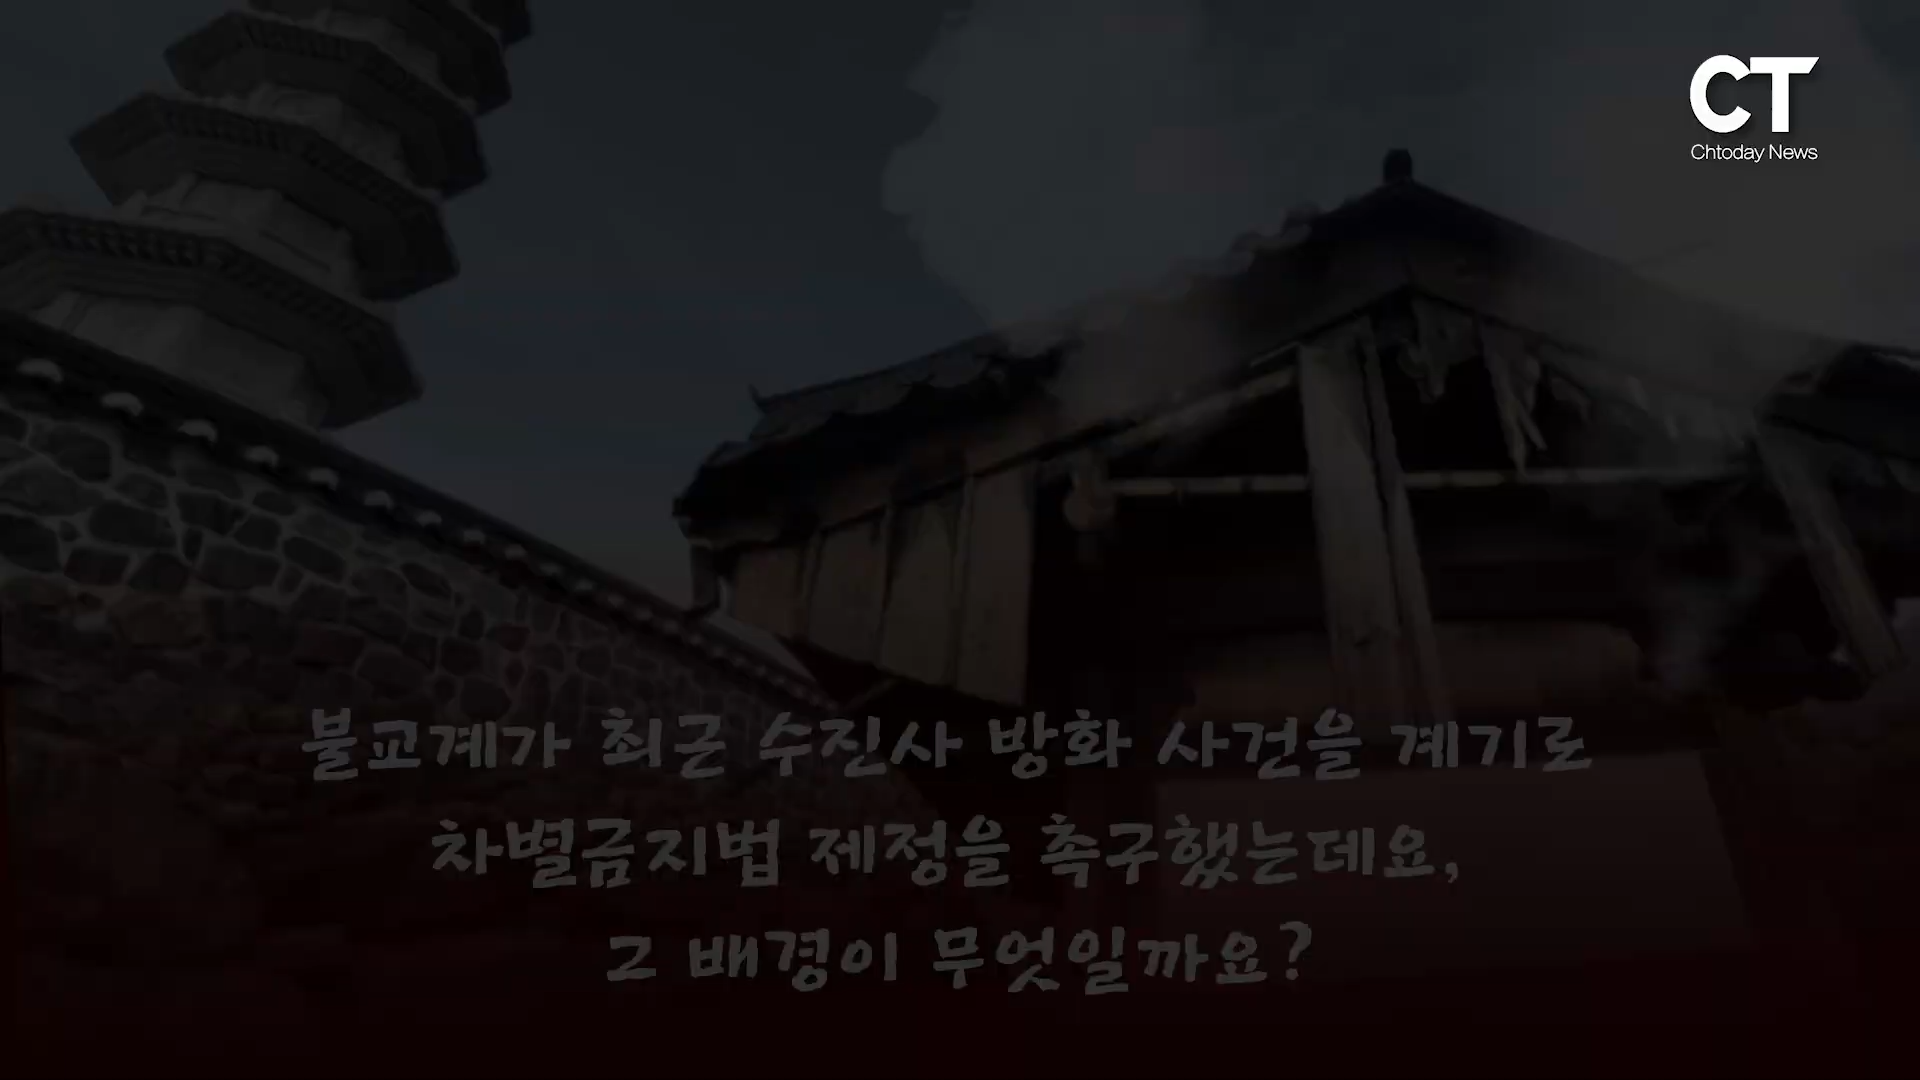 CT
Chtoday News
불교계가 최근 수진사 방화 사건을 계기로
차별금지법 제정을 촉구했는데요,
그 배경이 무엇일까요?